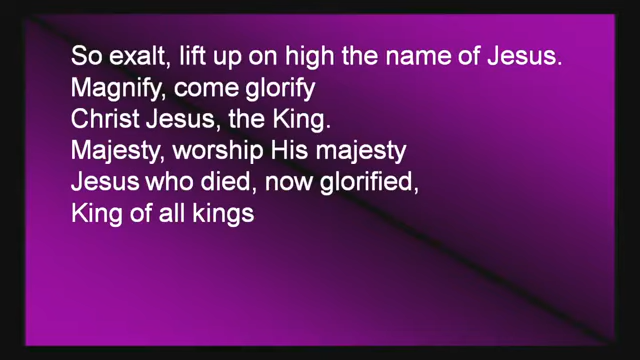 So exalt, lift up on high the name of Jesus.
Magnify, come glorify
Christ Jesus, the King.
Majesty, worship His majesty
Jesus who died, now glorified,
King of all kings